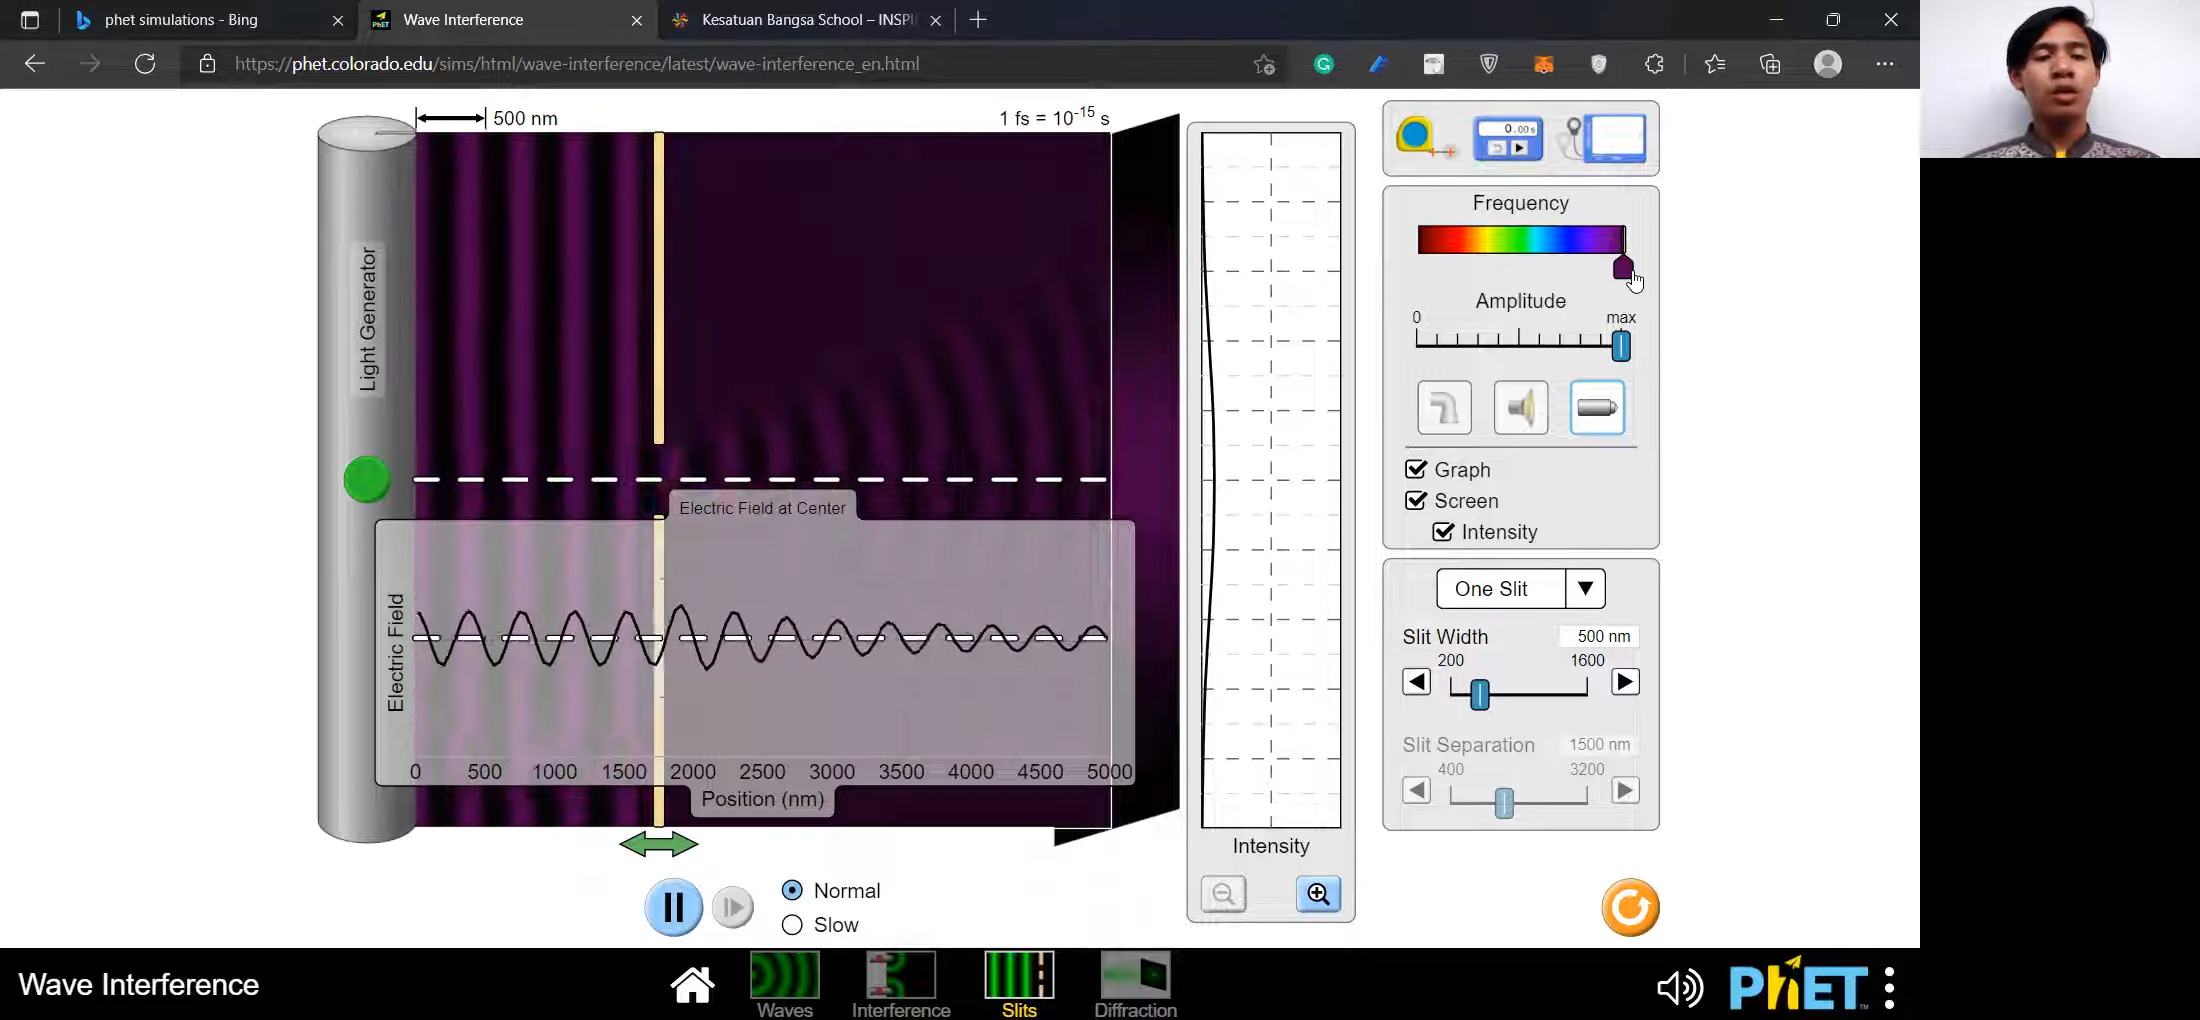 phet simulations - Bing
Wave Interference
Kesatuan Bangsa School – INSPI
https://phet.colorado.edu/sims/html/wave-interference/latest/wave-interference_en.html
500 nm
1 fs = 10⁻¹⁵ s
Light Generator
Electric Field at Center
Electric Field
0 500 1000 1500 2000 2500 3000 3500 4000 4500 5000
Position (nm)
Normal
Slow
Intensity
0.00 s
Frequency
Amplitude
0 max
Graph
Screen
Intensity
One Slit
Slit Width 500 nm
200 1600
Slit Separation 1500 nm
400 3200
Wave Interference
Waves
Interference
Slits
Diffraction
PhET